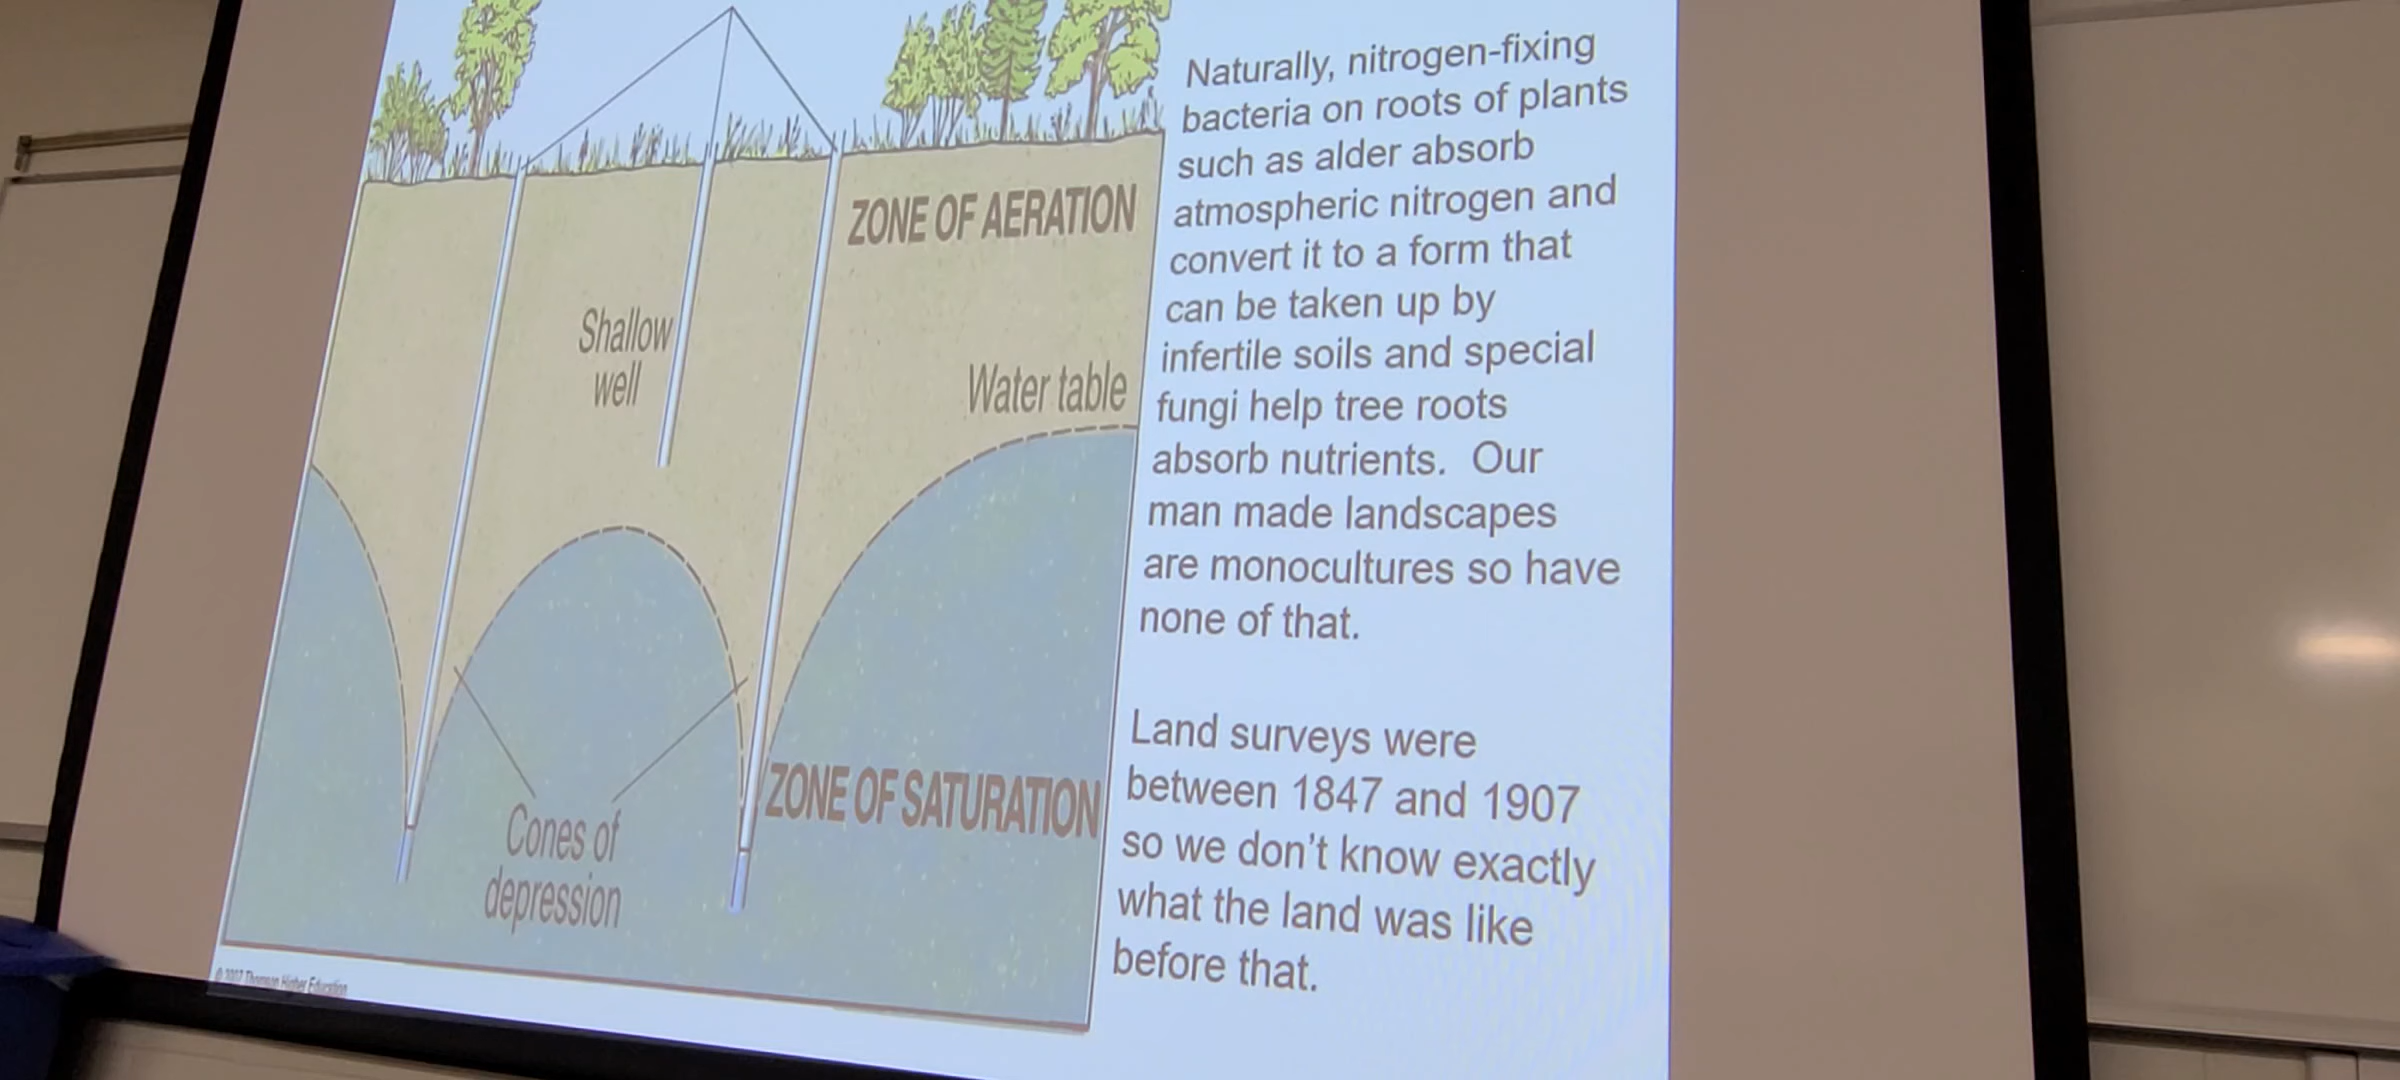 ZONE OF AERATION
Shallow
well
Water table
Cones of
depression
ZONE OF SATURATION
© 2007 Thomson Higher Education
Naturally, nitrogen-fixing
bacteria on roots of plants
such as alder absorb
atmospheric nitrogen and
convert it to a form that
can be taken up by
infertile soils and special
fungi help tree roots
absorb nutrients. Our
man made landscapes
are monocultures so have
none of that.
Land surveys were
between 1847 and 1907
so we don't know exactly
what the land was like
before that.